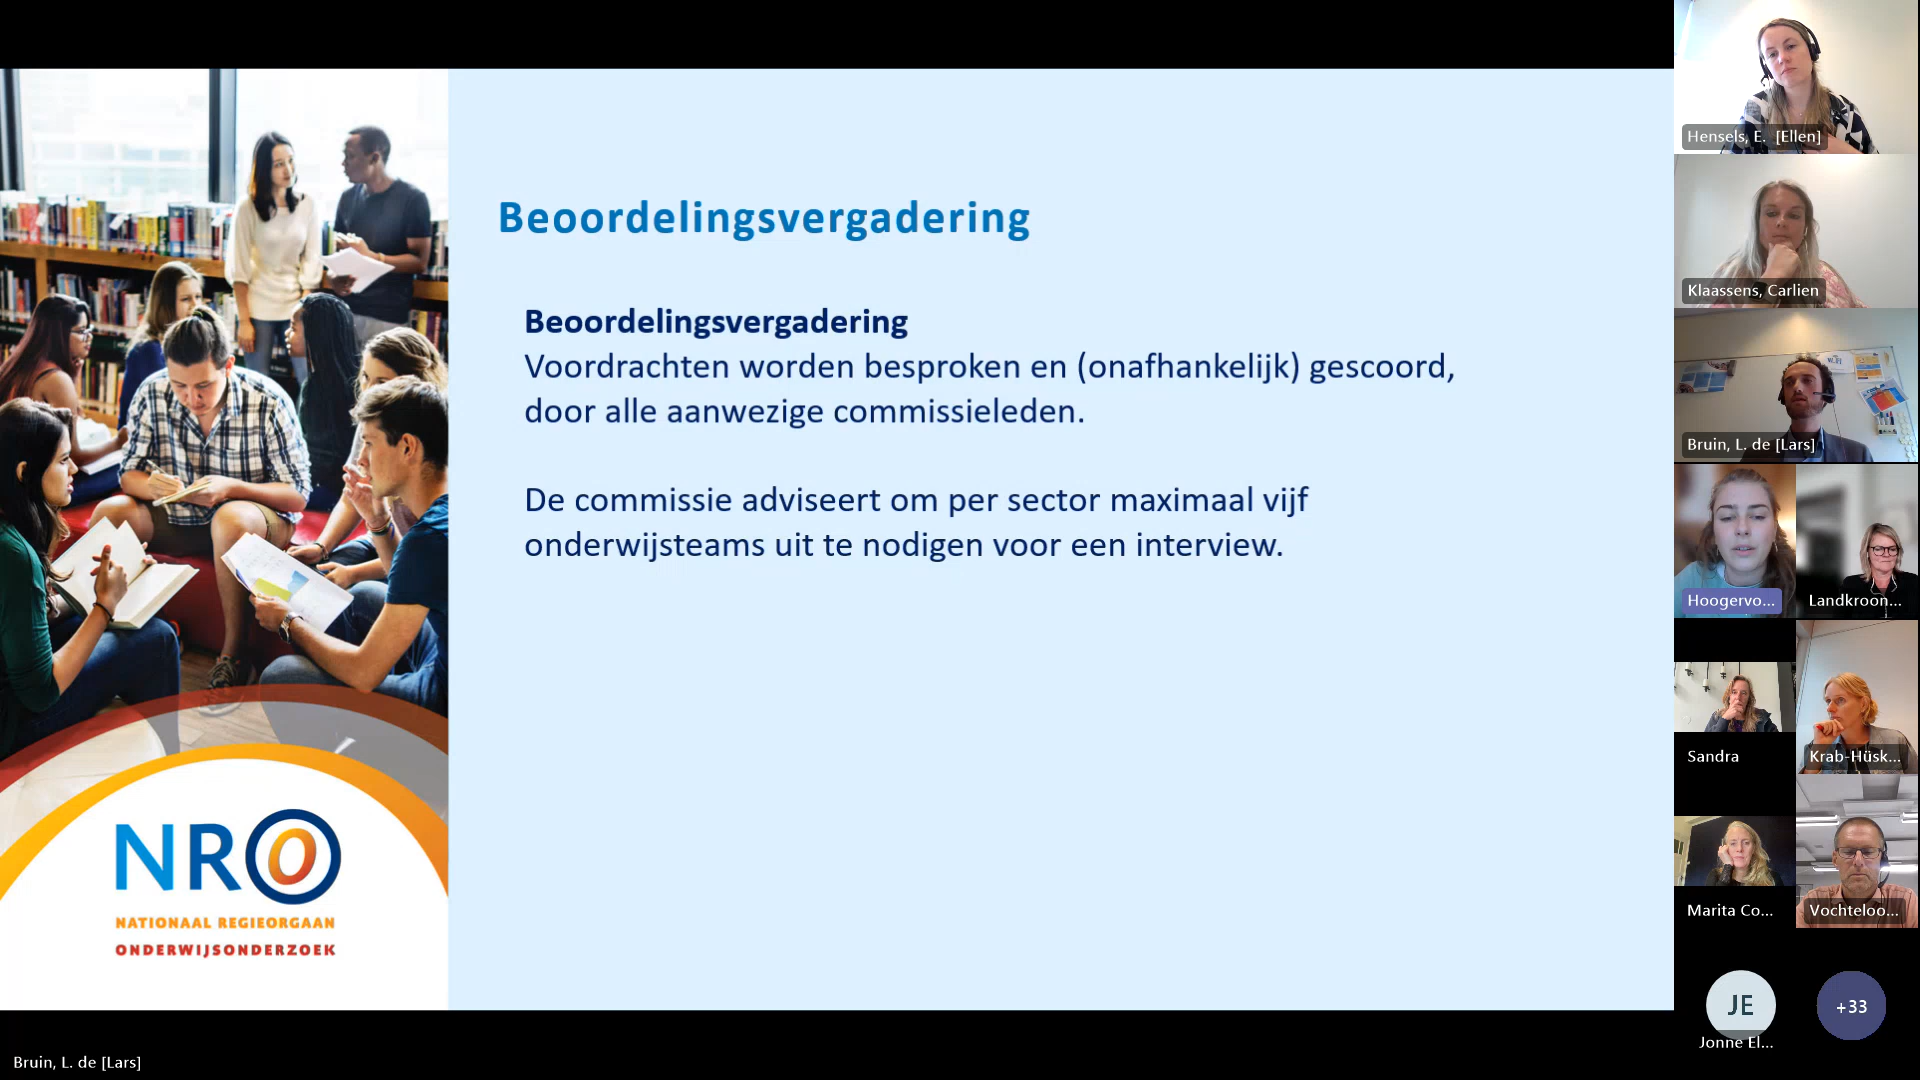 Beoordelingsvergadering
Beoordelingsvergadering
Voordrachten worden besproken en (onafhankelijk) gescoord,
door alle aanwezige commissieleden.
De commissie adviseert om per sector maximaal vijf
onderwijsteams uit te nodigen voor een interview.
NRO
NATIONAAL REGIEORGAAN
ONDERWIJSONDERZOEK
Bruin, L. de [Lars]
Hensels, E. [Ellen]
Klaassens, Carlien
Bruin, L. de [Lars]
Hoogervo...
Landkroon...
Sandra
Krab-Hüsk...
Marita Co...
Vochteloo...
JE
Jonne El...
+33